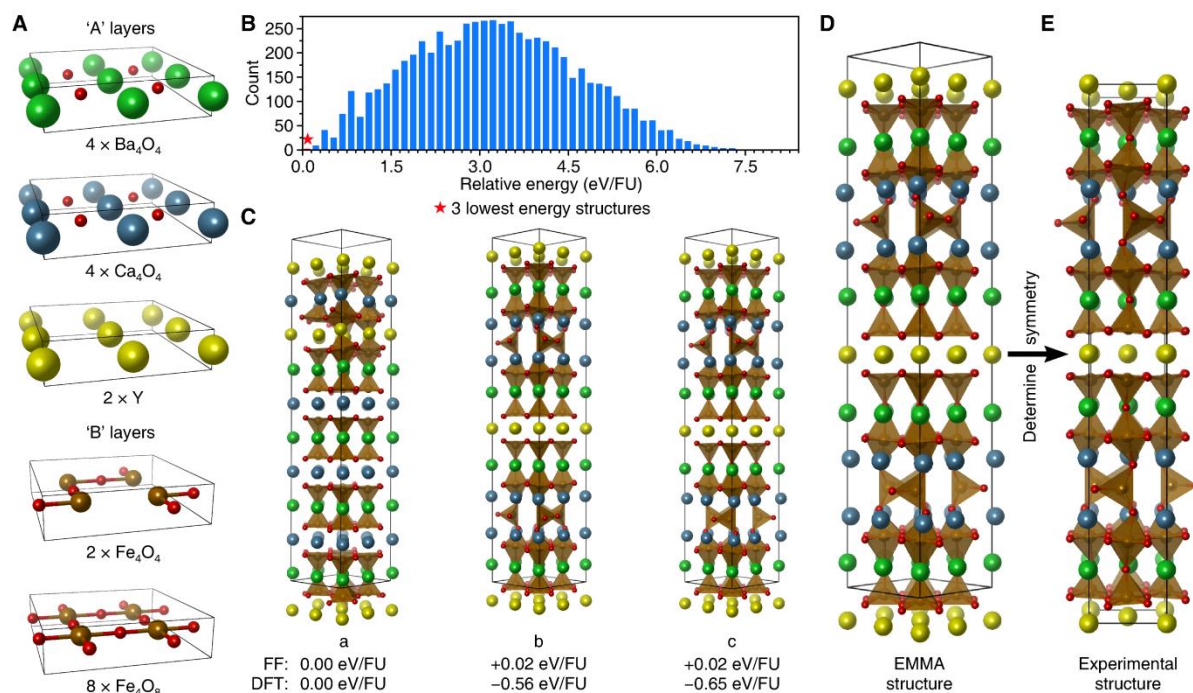 A
'A' layers
4 × Ba₄O₄
4 × Ca₄O₄
2 × Y
'B' layers
2 × Fe₄O₄
8 × Fe₄O₈
B
Count
250
200
150
100
50
0
0.0
1.5
3.0
4.5
6.0
7.5
Relative energy (eV/FU)
★ 3 lowest energy structures
C
a
b
c
FF: 0.00 eV/FU +0.02 eV/FU +0.02 eV/FU
DFT: 0.00 eV/FU −0.56 eV/FU −0.65 eV/FU
D
EMMA
structure
Determine symmetry
E
Experimental
structure